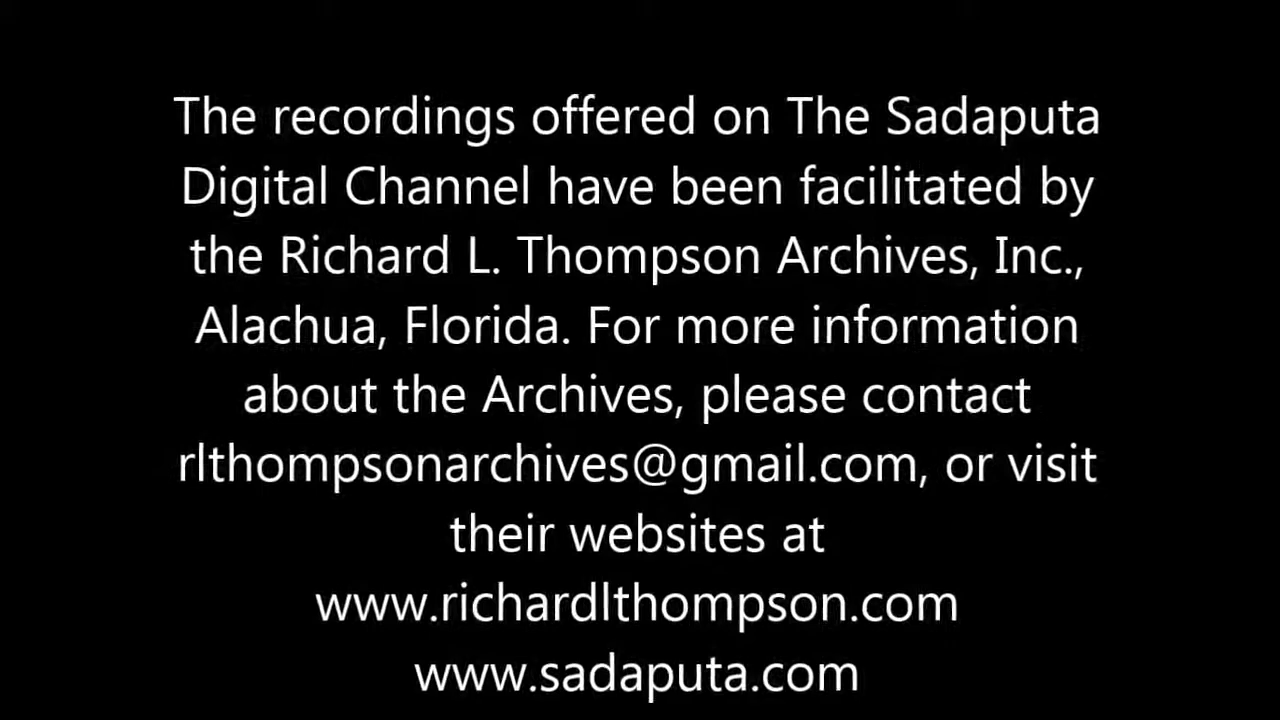 The recordings offered on The Sadaputa
Digital Channel have been facilitated by
the Richard L. Thompson Archives, Inc.,
Alachua, Florida. For more information
about the Archives, please contact
rlthompsonarchives@gmail.com, or visit
their websites at
www.richardlthompson.com
www.sadaputa.com